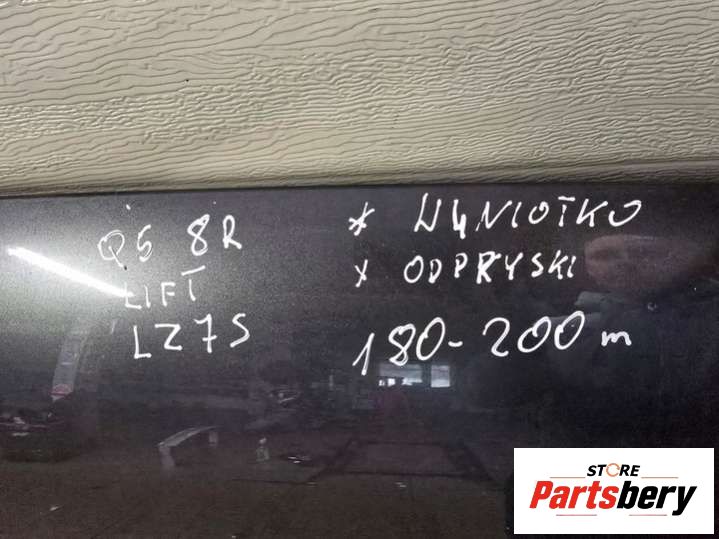 Q5 8R
LIFT
LZ7S
* WGNIOTKO
x ODPRYSKI
180-200 m
STORE
Partsbery